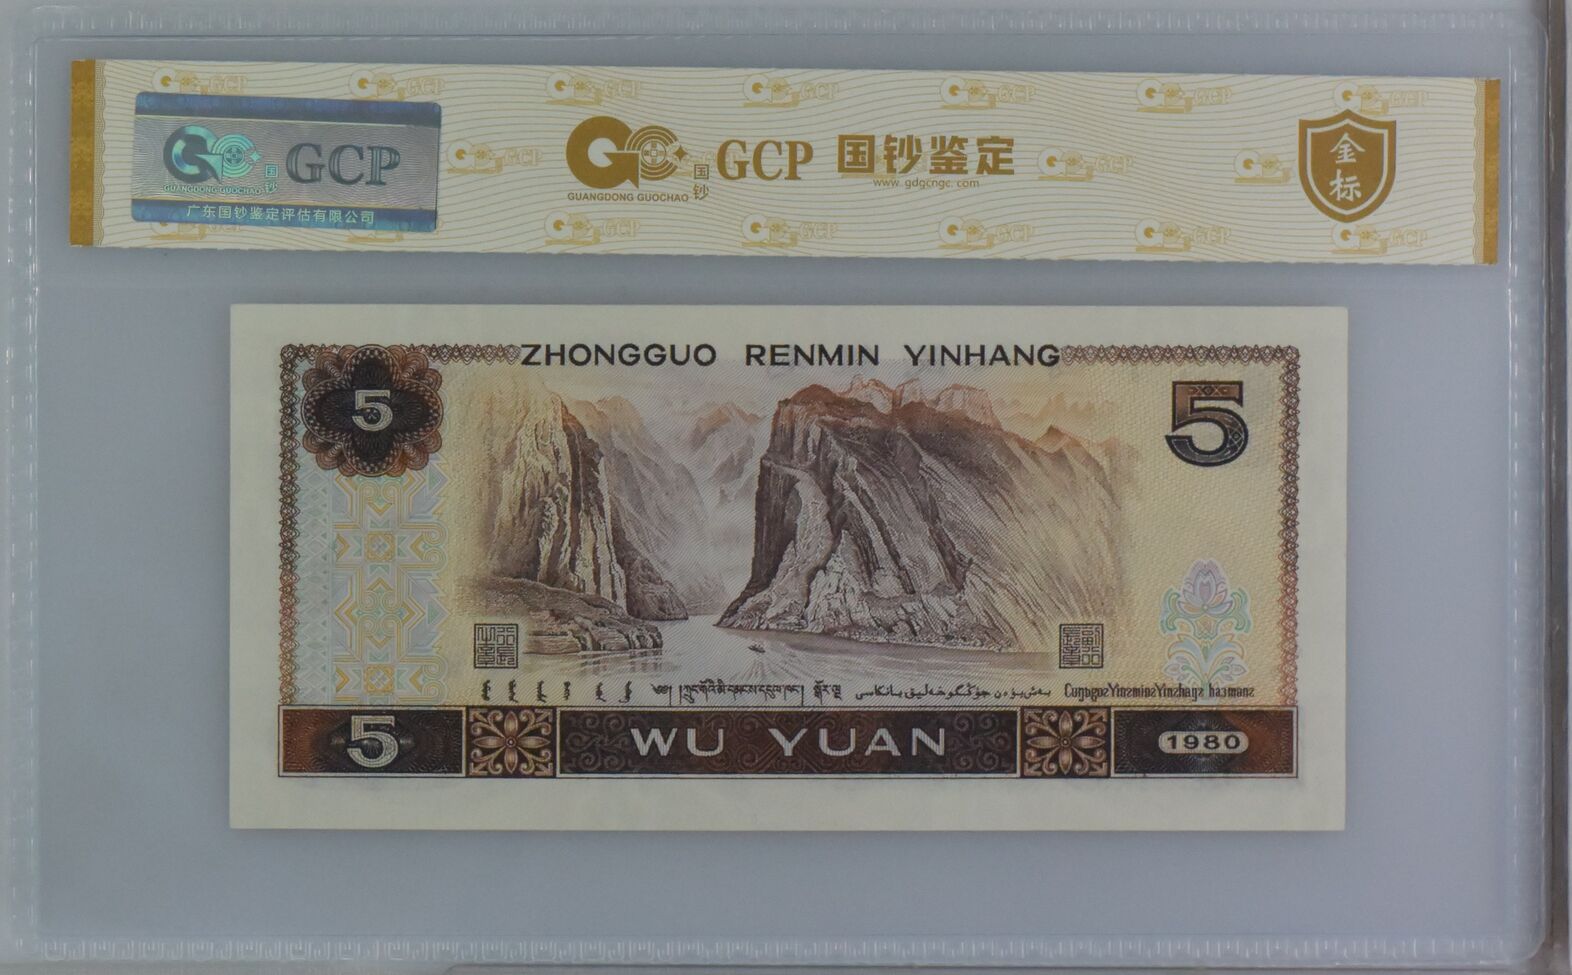 GCP
GUANGDONG GUOCHAO
国钞
广东国钞鉴定评估有限公司
GUANGDONG GUOCHAO
国钞
GCP 国钞鉴定
www.gdgcngc.com
金标
ZHONGGUO RENMIN YINHANG
5
5
WU YUAN
5
1980